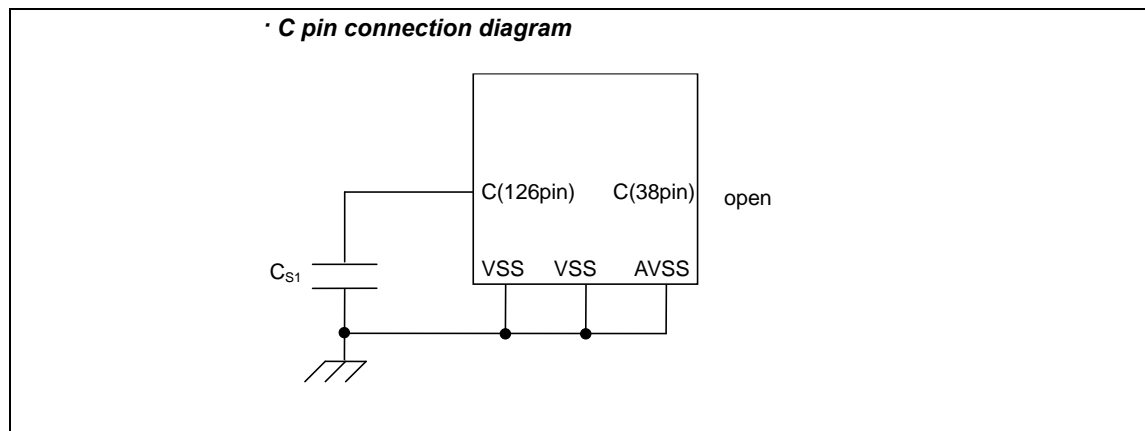 · C pin connection diagram
C(126pin) C(38pin) open
CS1
VSS VSS AVSS